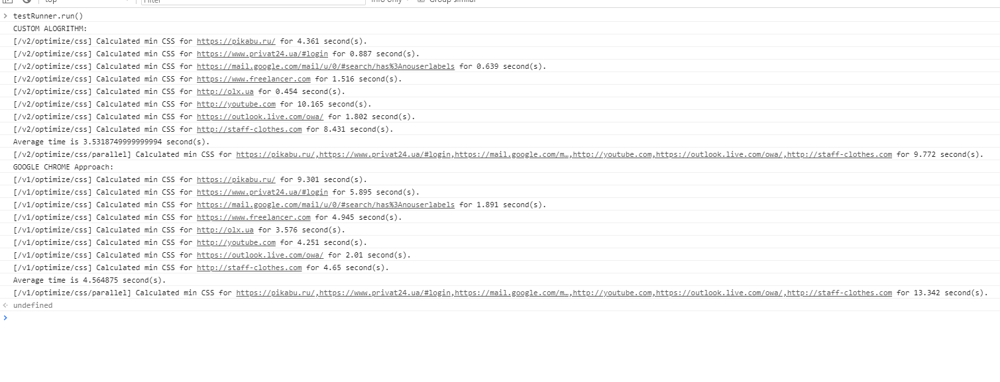 top Filter Info only Group similar
testRunner.run()
CUSTOM ALOGRITHM:
[/v2/optimize/css] Calculated min CSS for https://pikabu.ru/ for 4.361 second(s).
[/v2/optimize/css] Calculated min CSS for https://www.privat24.ua/#login for 0.887 second(s).
[/v2/optimize/css] Calculated min CSS for https://mail.google.com/mail/u/0/#search/has%3Anouserlabels for 0.639 second(s).
[/v2/optimize/css] Calculated min CSS for https://www.freelancer.com for 1.516 second(s).
[/v2/optimize/css] Calculated min CSS for http://olx.ua for 0.454 second(s).
[/v2/optimize/css] Calculated min CSS for http://youtube.com for 10.165 second(s).
[/v2/optimize/css] Calculated min CSS for https://outlook.live.com/owa/ for 1.802 second(s).
[/v2/optimize/css] Calculated min CSS for http://staff-clothes.com for 8.431 second(s).
Average time is 3.5318749999999994 second(s).
[/v2/optimize/css/parallel] Calculated min CSS for https://pikabu.ru/,https://www.privat24.ua/#login,https://mail.google.com/m…,http://youtube.com,https://outlook.live.com/owa/,http://staff-clothes.com for 9.772 second(s).
GOOGLE CHROME Approach:
[/v1/optimize/css] Calculated min CSS for https://pikabu.ru/ for 9.301 second(s).
[/v1/optimize/css] Calculated min CSS for https://www.privat24.ua/#login for 5.895 second(s).
[/v1/optimize/css] Calculated min CSS for https://mail.google.com/mail/u/0/#search/has%3Anouserlabels for 1.891 second(s).
[/v1/optimize/css] Calculated min CSS for https://www.freelancer.com for 4.945 second(s).
[/v1/optimize/css] Calculated min CSS for http://olx.ua for 3.576 second(s).
[/v1/optimize/css] Calculated min CSS for http://youtube.com for 4.251 second(s).
[/v1/optimize/css] Calculated min CSS for https://outlook.live.com/owa/ for 2.01 second(s).
[/v1/optimize/css] Calculated min CSS for http://staff-clothes.com for 4.65 second(s).
Average time is 4.564875 second(s).
[/v1/optimize/css/parallel] Calculated min CSS for https://pikabu.ru/,https://www.privat24.ua/#login,https://mail.google.com/m…,http://youtube.com,https://outlook.live.com/owa/,http://staff-clothes.com for 13.342 second(s).
undefined